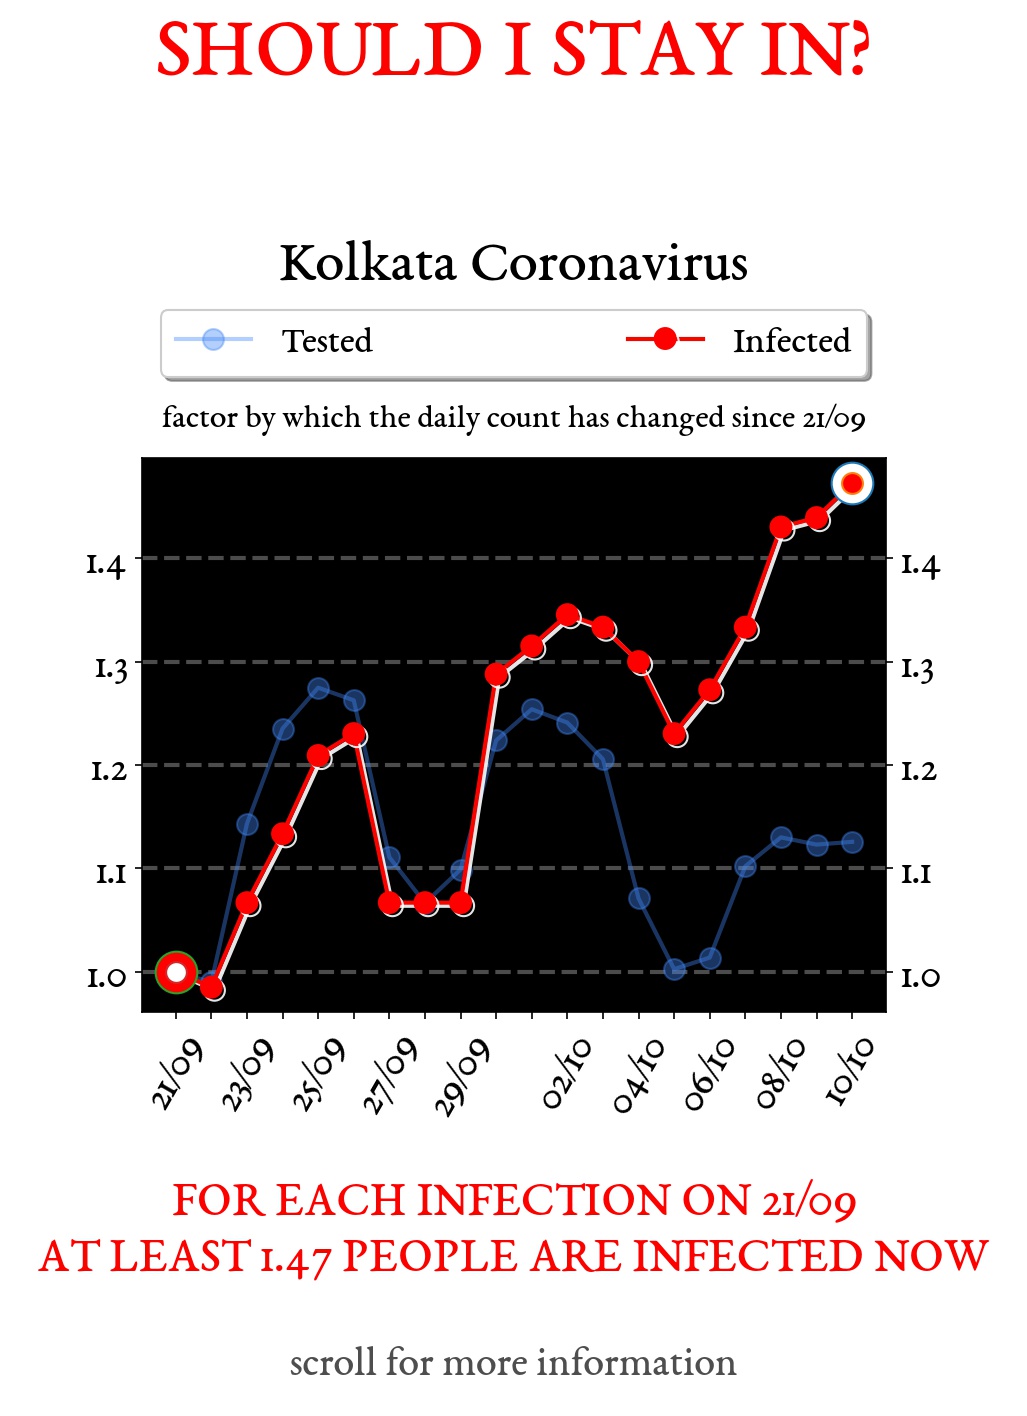 SHOULD I STAY IN?
Kolkata Coronavirus
Tested Infected
factor by which the daily count has changed since 21/09
1.4 1.4
1.3 1.3
1.2 1.2
1.1 1.1
1.0 1.0
21/09 23/09 25/09 27/09 29/09 02/10 04/10 06/10 08/10 10/10
FOR EACH INFECTION ON 21/09
AT LEAST 1.47 PEOPLE ARE INFECTED NOW
scroll for more information